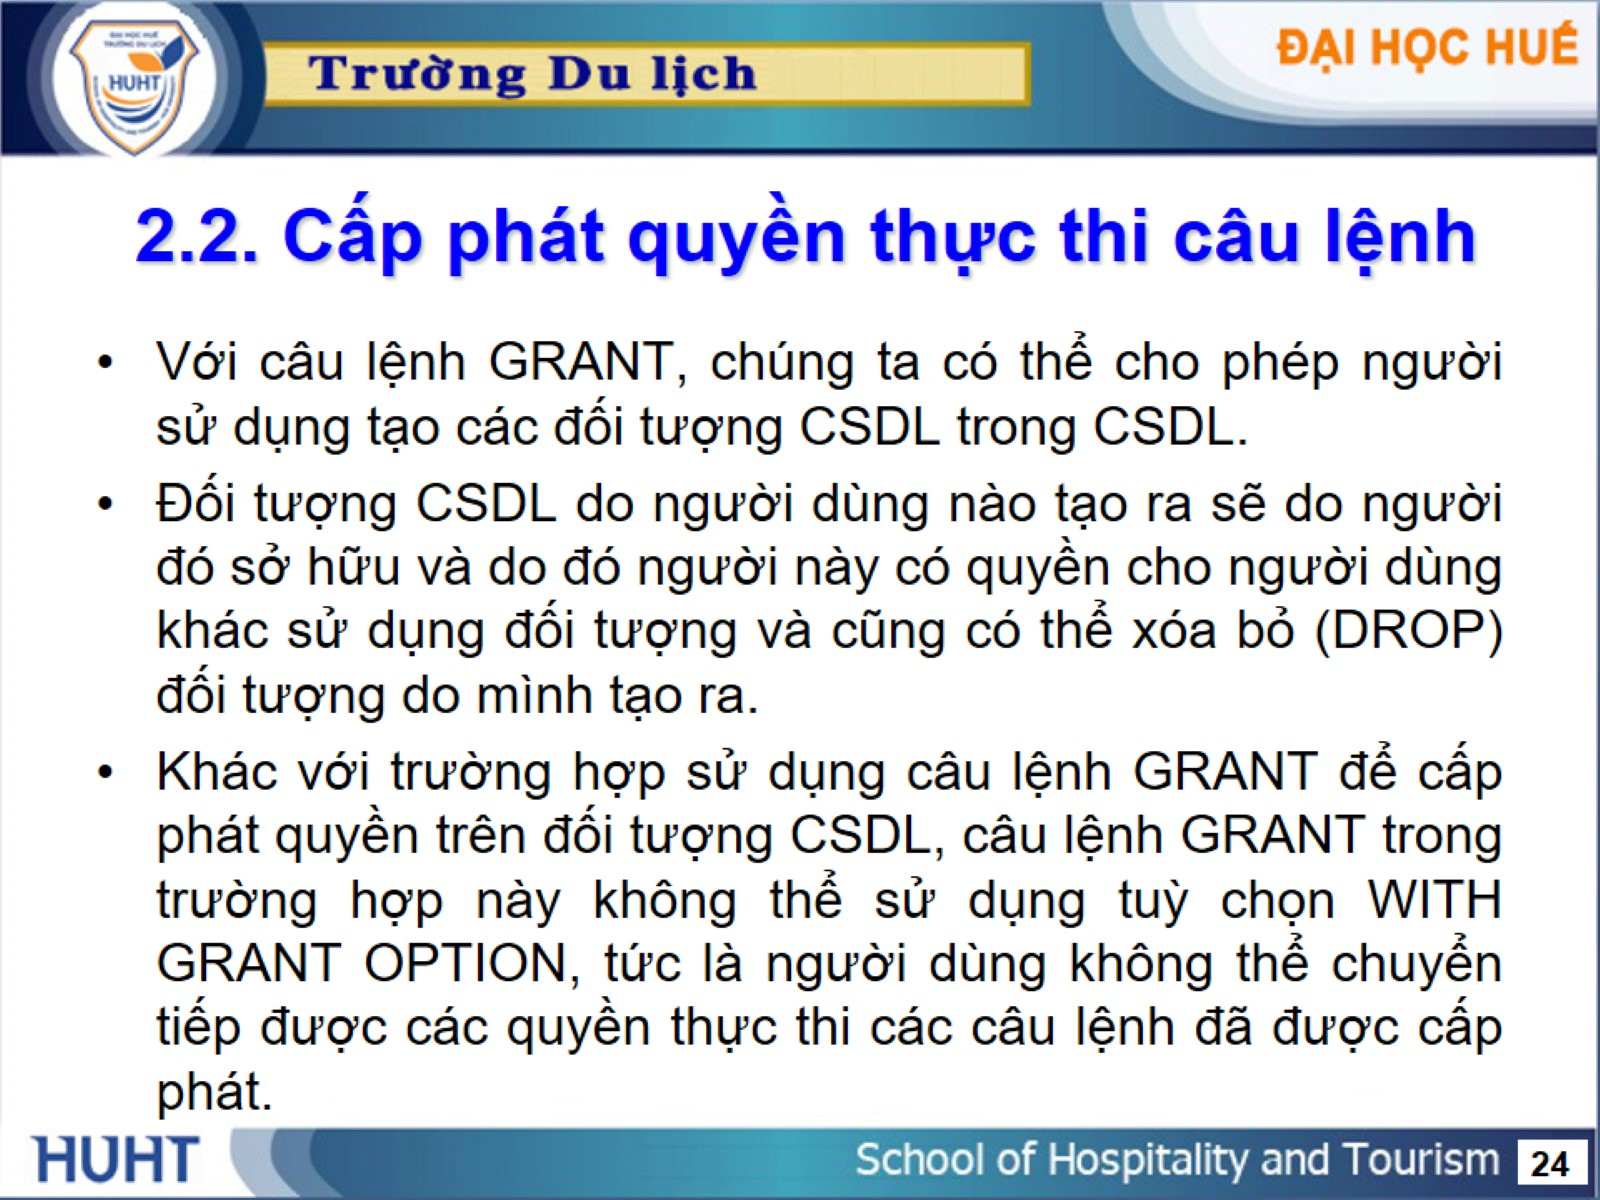 ĐẠI HỌC HUẾ
TRƯỜNG DU LỊCH
HUHT
Trường Du lịch
ĐẠI HỌC HUẾ
2.2. Cấp phát quyền thực thi câu lệnh
• Với câu lệnh GRANT, chúng ta có thể cho phép người
sử dụng tạo các đối tượng CSDL trong CSDL.
• Đối tượng CSDL do người dùng nào tạo ra sẽ do người
đó sở hữu và do đó người này có quyền cho người dùng
khác sử dụng đối tượng và cũng có thể xóa bỏ (DROP)
đối tượng do mình tạo ra.
• Khác với trường hợp sử dụng câu lệnh GRANT để cấp
phát quyền trên đối tượng CSDL, câu lệnh GRANT trong
trường hợp này không thể sử dụng tuỳ chọn WITH
GRANT OPTION, tức là người dùng không thể chuyển
tiếp được các quyền thực thi các câu lệnh đã được cấp
phát.
HUHT
School of Hospitality and Tourism
24